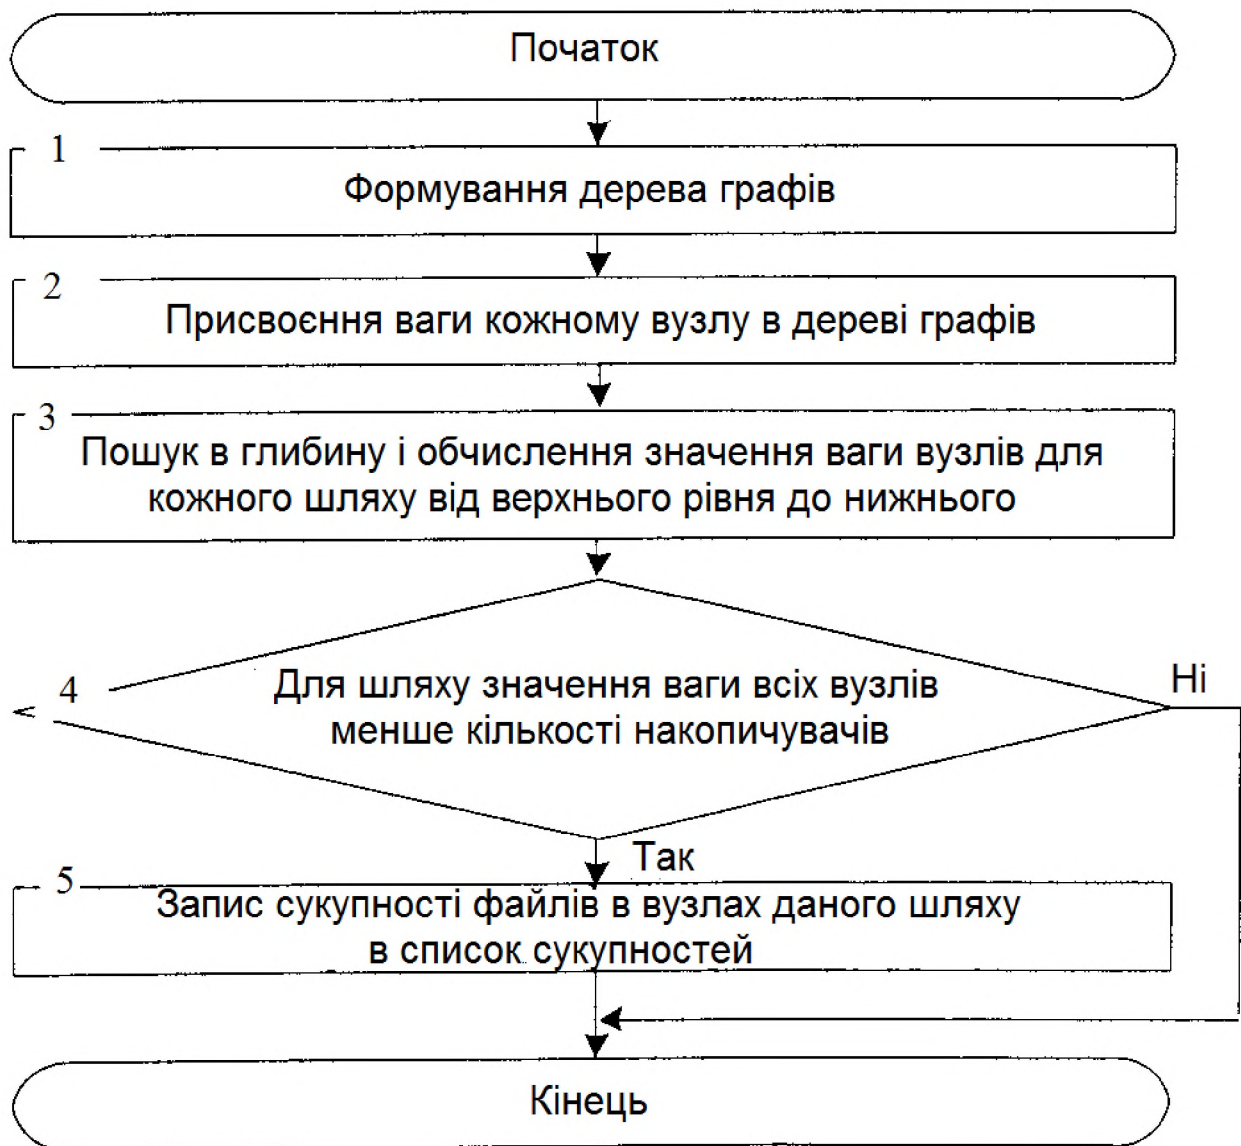 Початок
1
Формування дерева графів
2
Присвоєння ваги кожному вузлу в дереві графів
3
Пошук в глибину і обчислення значення ваги вузлів для
кожного шляху від верхнього рівня до нижнього
4
Для шляху значення ваги всіх вузлів
менше кількості накопичувачів
Ні
Так
5
Запис сукупності файлів в вузлах даного шляху
в список сукупностей
Кінець